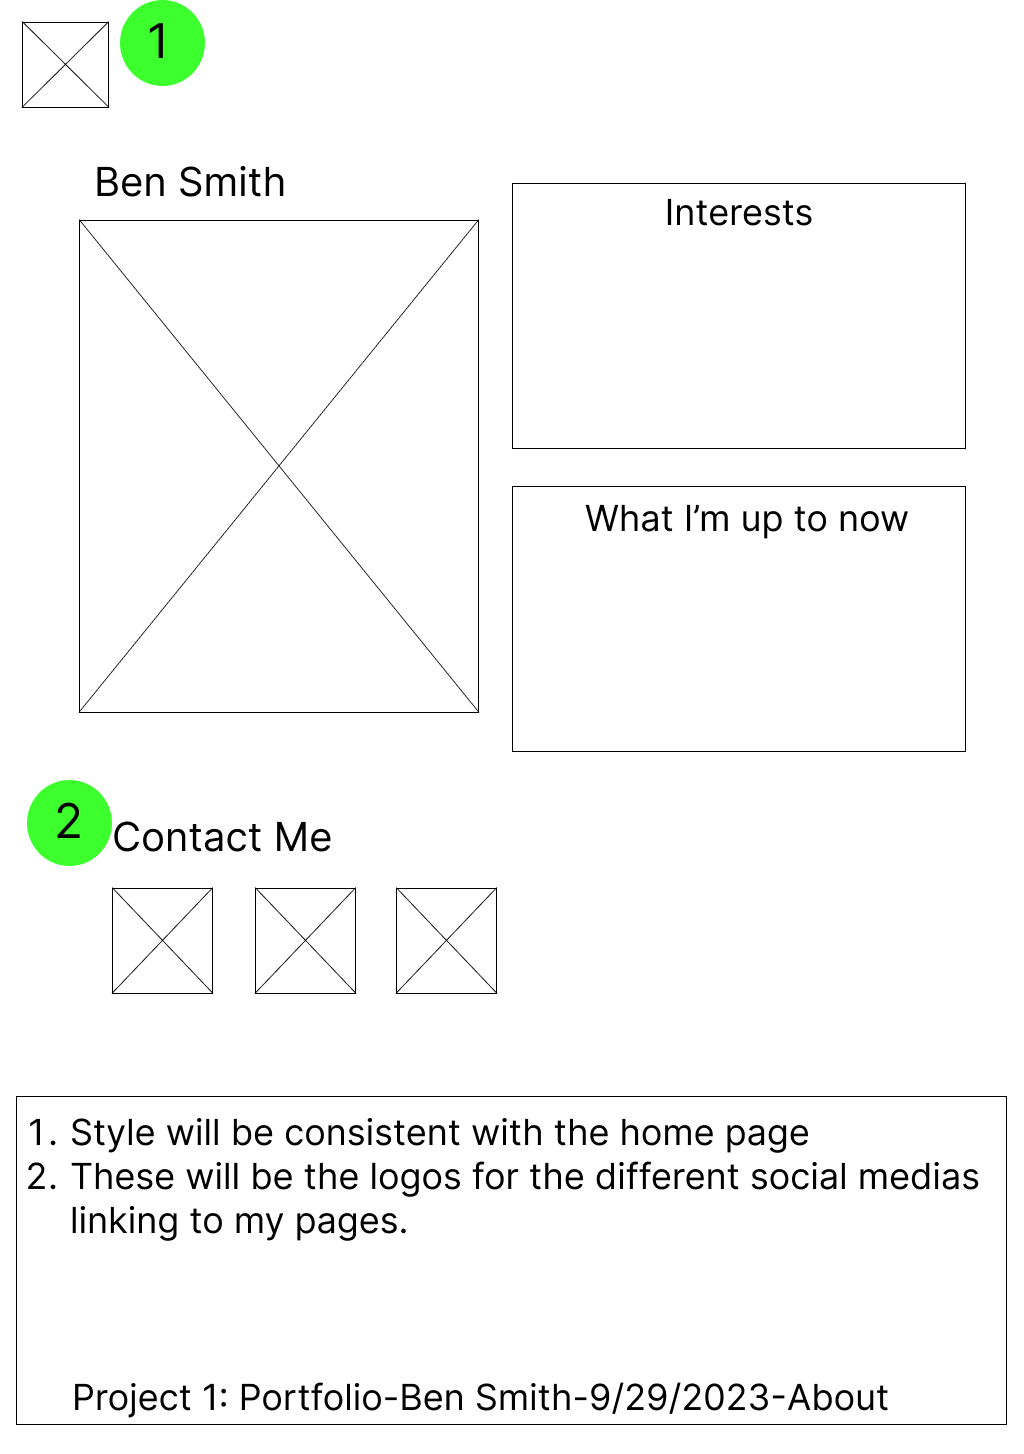 1
Ben Smith
Interests
What I’m up to now
2
Contact Me
1. Style will be consistent with the home page
2. These will be the logos for the different social medias
linking to my pages.
Project 1: Portfolio-Ben Smith-9/29/2023-About